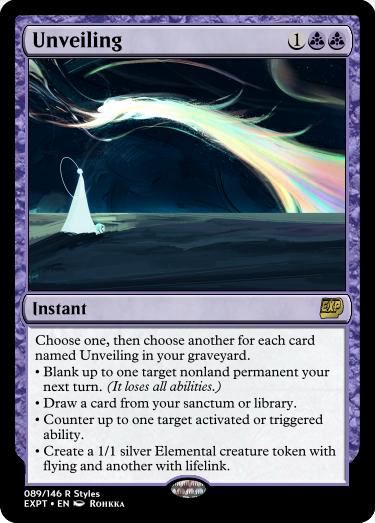 Unveiling 1
EXP
Instant
Choose one, then choose another for each card
named Unveiling in your graveyard.
• Blank up to one target nonland permanent your
next turn. (It loses all abilities.)
• Draw a card from your sanctum or library.
• Counter up to one target activated or triggered
ability.
• Create a 1/1 silver Elemental creature token with
flying and another with lifelink.
089/146 R Styles
EXPT • EN Rohkka